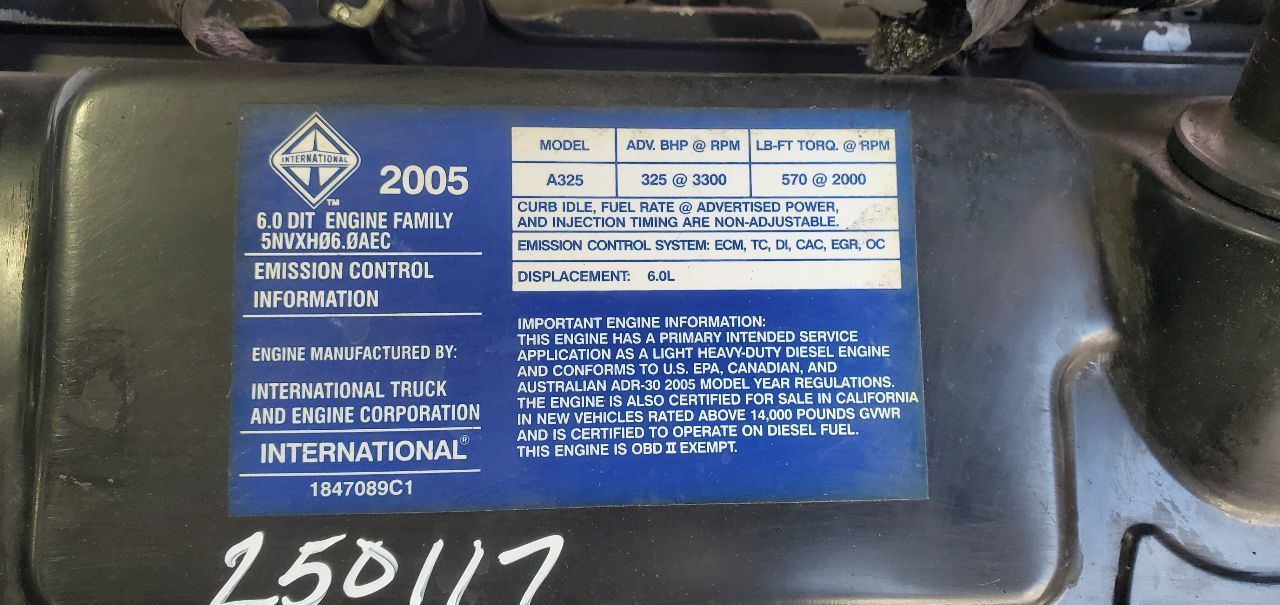 INTERNATIONAL
™
2005
6.0 DIT ENGINE FAMILY
5NVXHØ6.ØAEC
EMISSION CONTROL
INFORMATION
ENGINE MANUFACTURED BY:
INTERNATIONAL TRUCK
AND ENGINE CORPORATION
INTERNATIONAL®
1847089C1
MODEL ADV. BHP @ RPM LB-FT TORQ. @ RPM
A325 325 @ 3300 570 @ 2000
CURB IDLE, FUEL RATE @ ADVERTISED POWER,
AND INJECTION TIMING ARE NON-ADJUSTABLE.
EMISSION CONTROL SYSTEM: ECM, TC, DI, CAC, EGR, OC
DISPLACEMENT: 6.0L
IMPORTANT ENGINE INFORMATION:
THIS ENGINE HAS A PRIMARY INTENDED SERVICE
APPLICATION AS A LIGHT HEAVY-DUTY DIESEL ENGINE
AND CONFORMS TO U.S. EPA, CANADIAN, AND
AUSTRALIAN ADR-30 2005 MODEL YEAR REGULATIONS.
THE ENGINE IS ALSO CERTIFIED FOR SALE IN CALIFORNIA
IN NEW VEHICLES RATED ABOVE 14,000 POUNDS GVWR
AND IS CERTIFIED TO OPERATE ON DIESEL FUEL.
THIS ENGINE IS OBD II EXEMPT.
250117